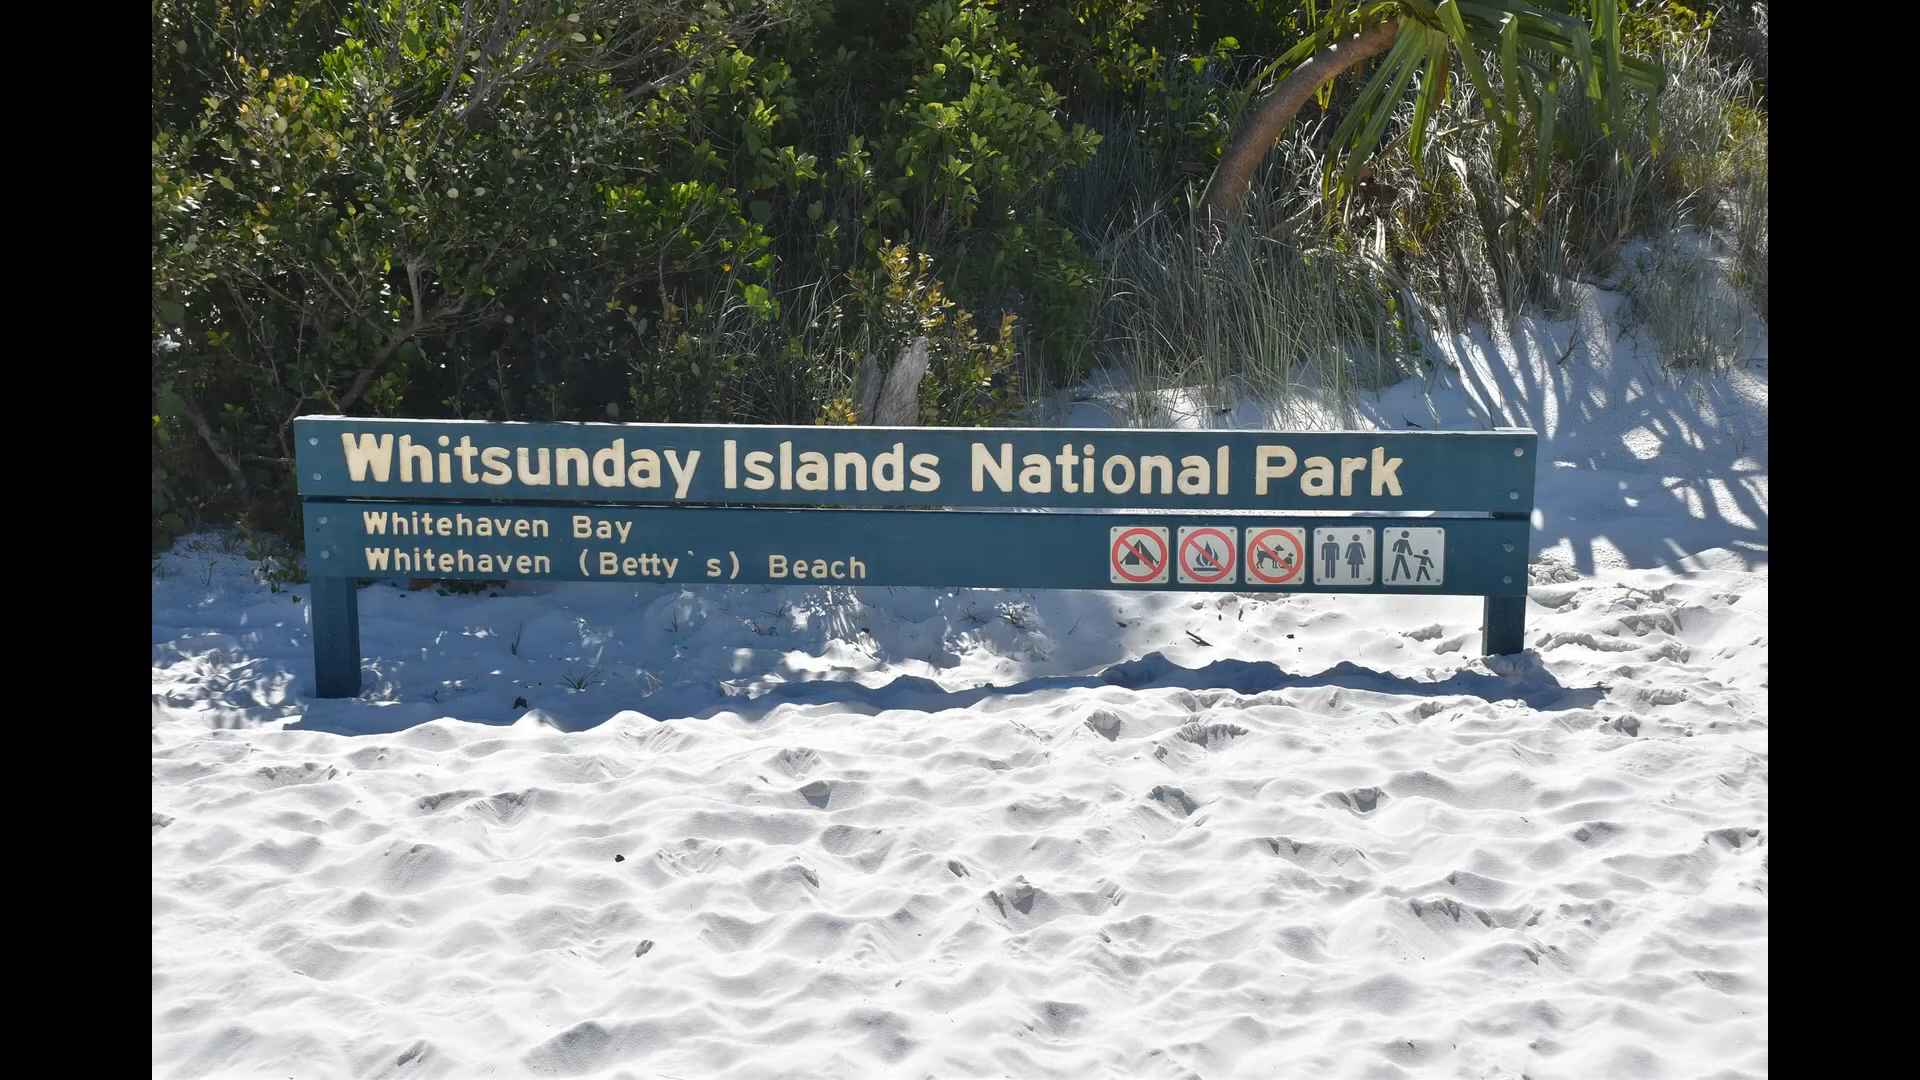 Whitsunday Islands National Park
Whitehaven Bay
Whitehaven (Betty`s) Beach